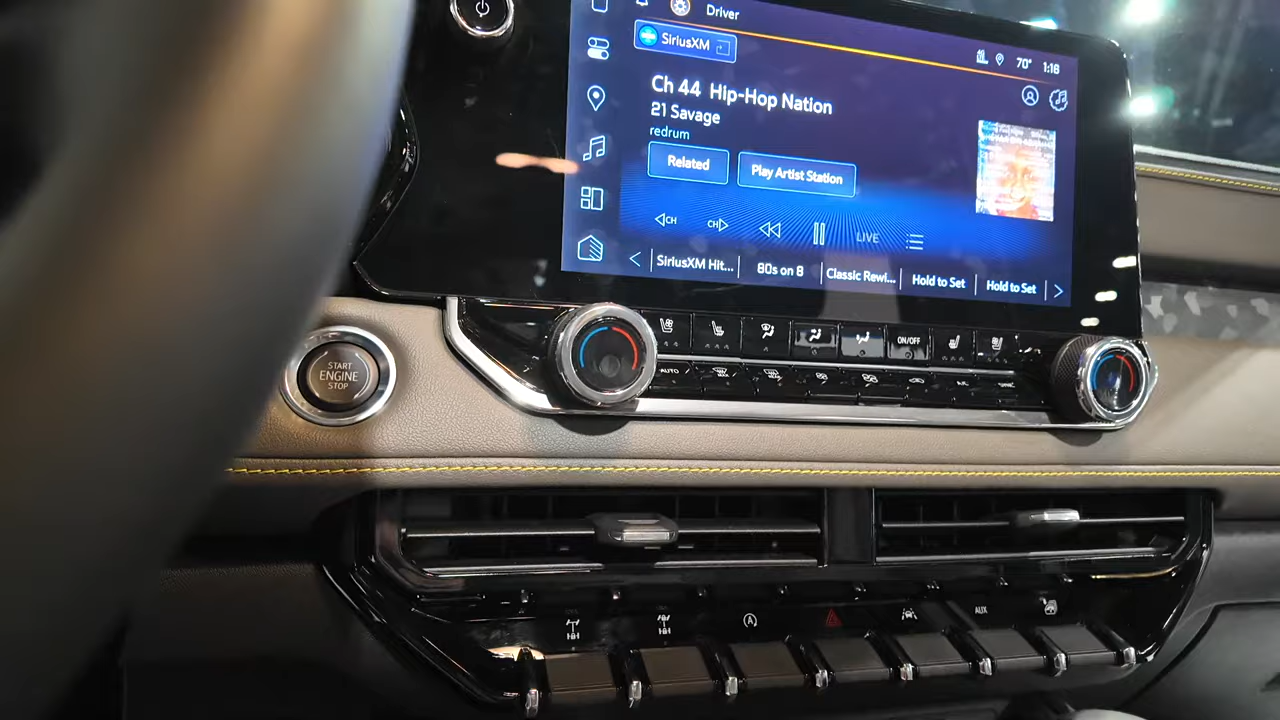 Driver
SiriusXM
70° 1:18
Ch 44 Hip-Hop Nation
21 Savage
redrum
Related
Play Artist Station
CH
CH
LIVE
SiriusXM Hit...
80s on 8
Classic Rewi...
Hold to Set
Hold to Set
ON/OFF
AUTO
A/C
SYNC
START
ENGINE
STOP
A
AUX